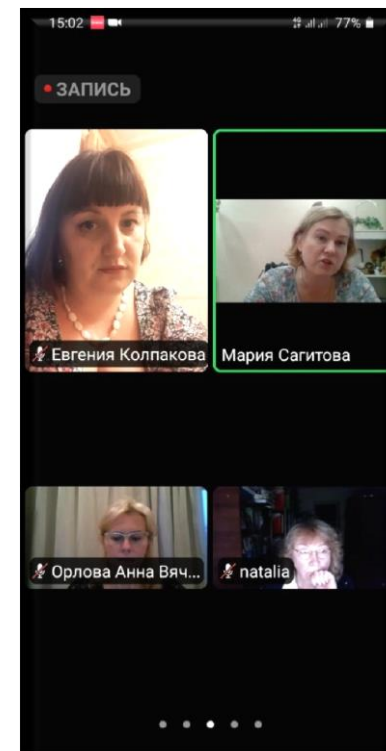 15:02 77%
ЗАПИСЬ
Евгения Колпакова
Мария Сагитова
Орлова Анна Вяч...
natalia